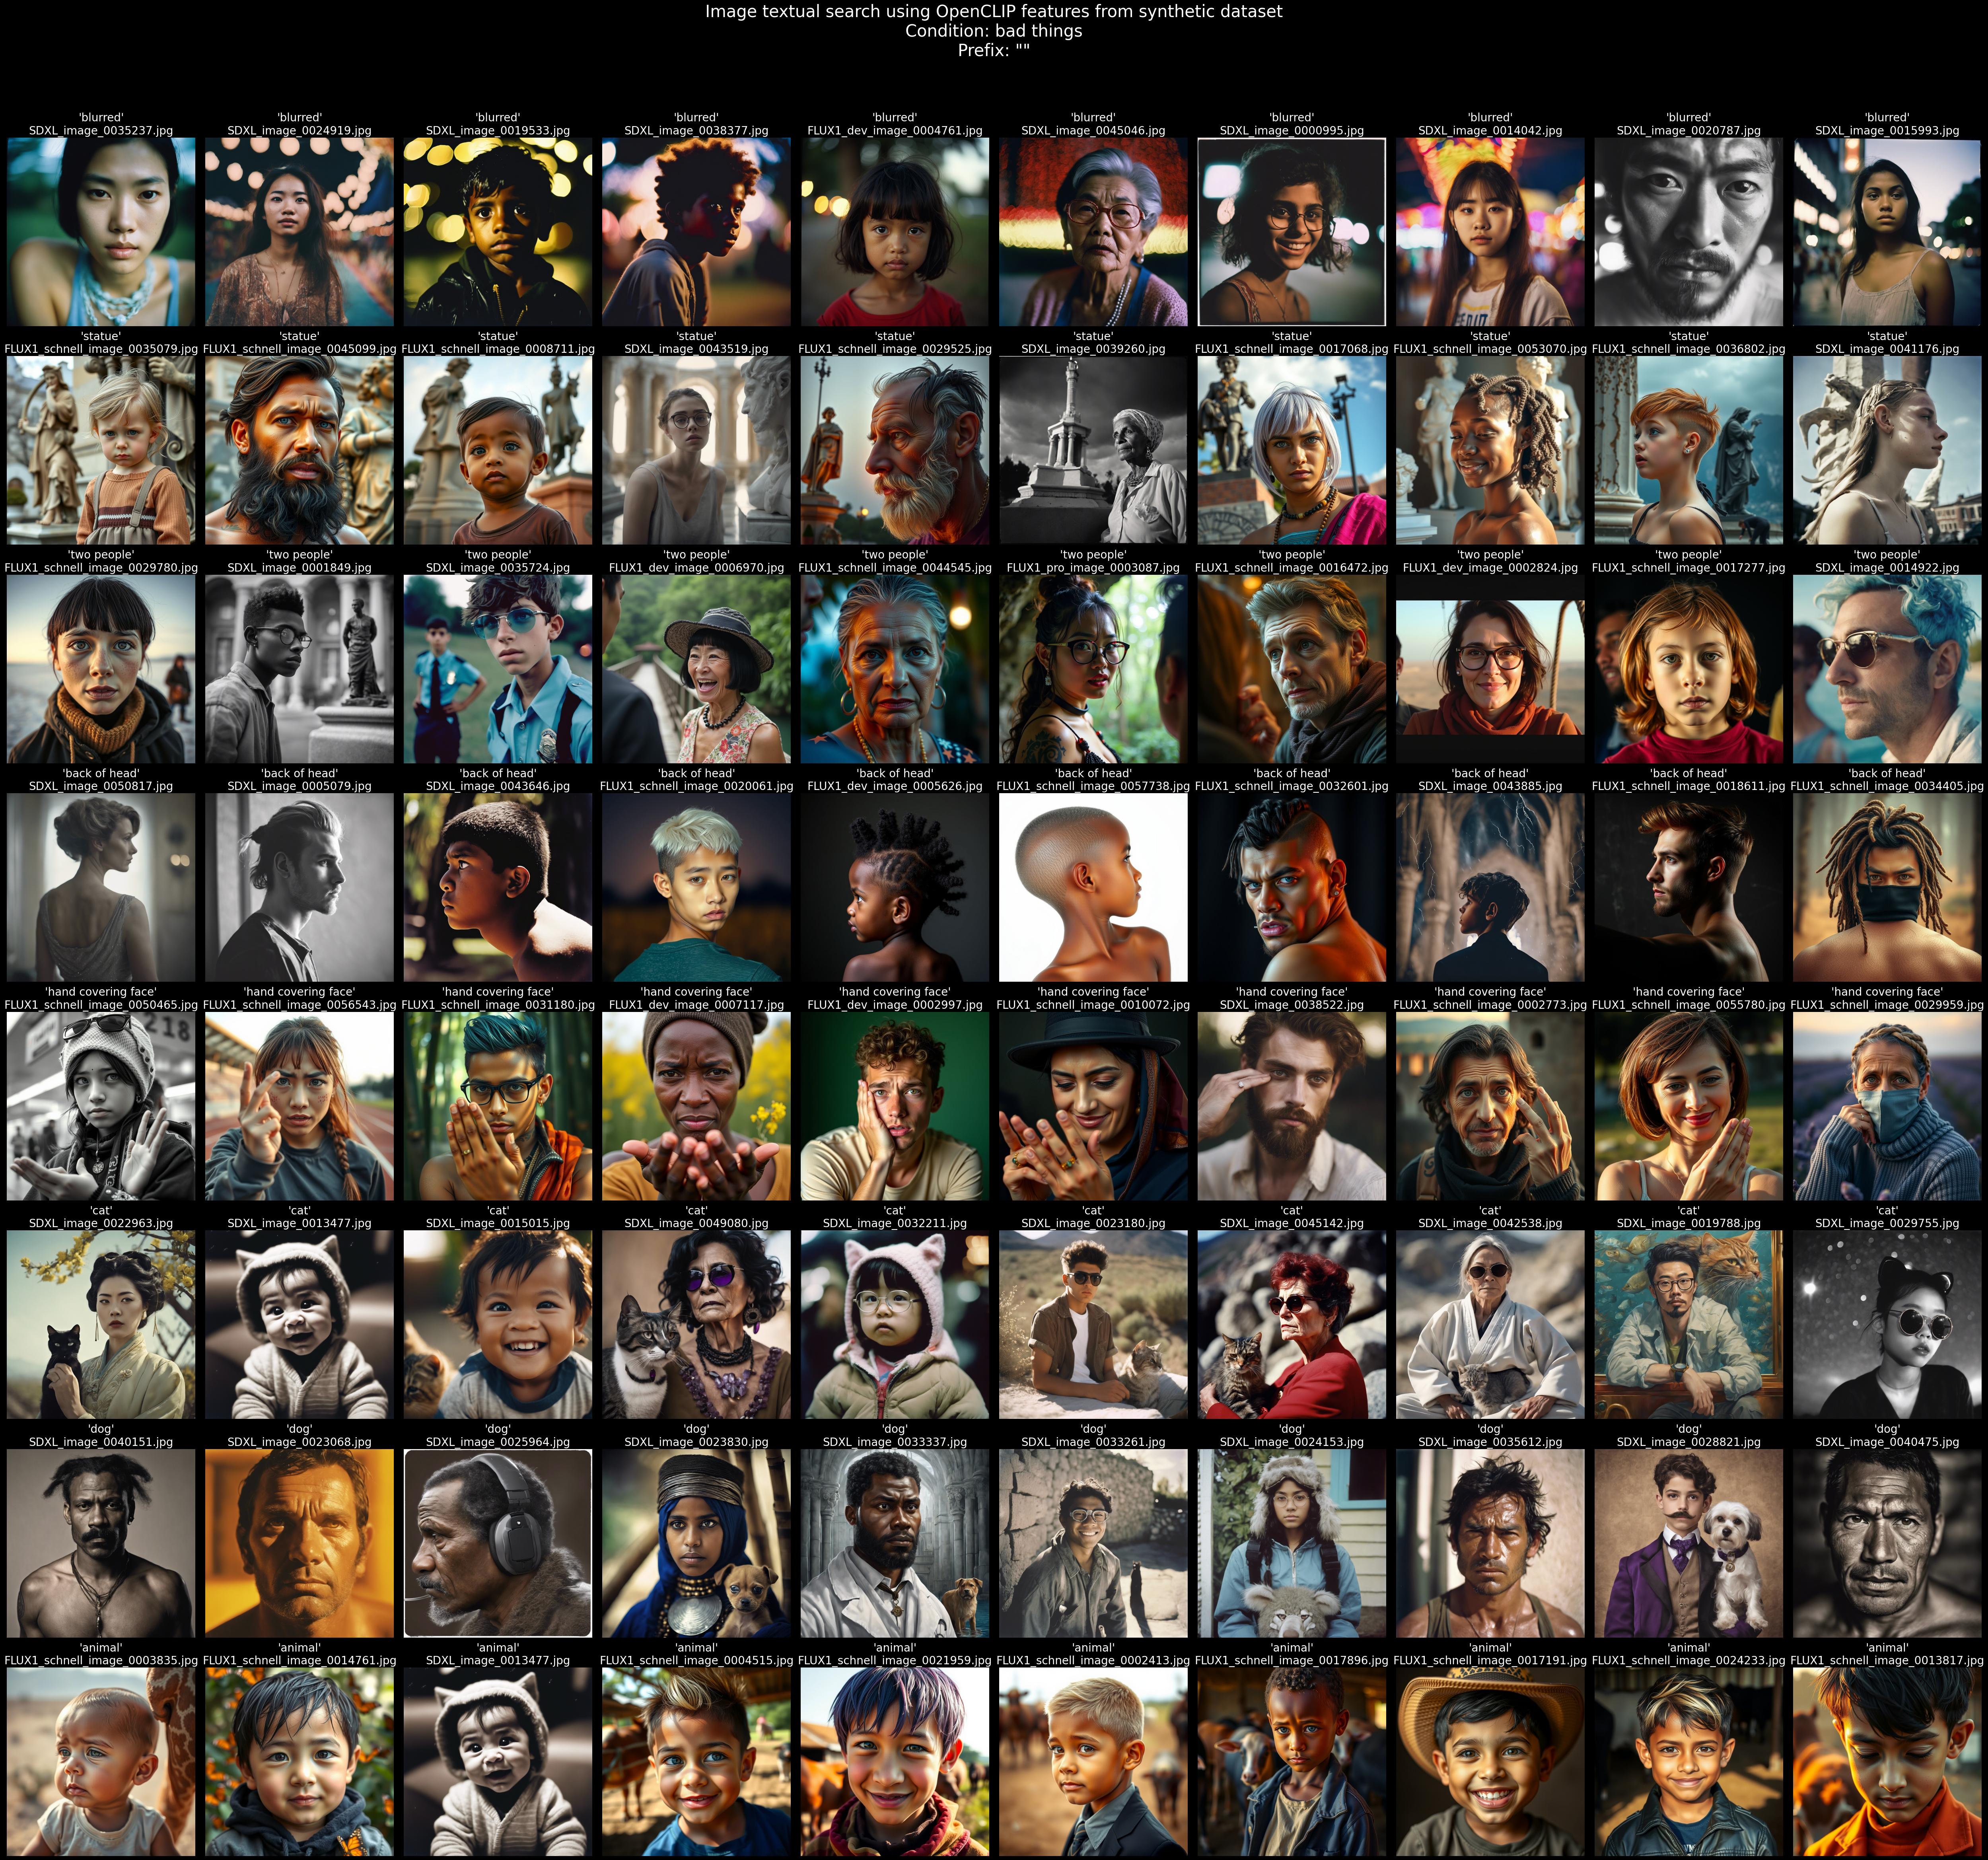 Image textual search using OpenCLIP features from synthetic dataset
Condition: bad things
Prefix: ""
'blurred' 'blurred' 'blurred' 'blurred' 'blurred' 'blurred' 'blurred' 'blurred' 'blurred' 'blurred'
SDXL_image_0035237.jpg SDXL_image_0024919.jpg SDXL_image_0019533.jpg SDXL_image_0038377.jpg FLUX1_dev_image_0004761.jpg SDXL_image_0045046.jpg SDXL_image_0000995.jpg SDXL_image_0014042.jpg SDXL_image_0020787.jpg SDXL_image_0015993.jpg
'statue' 'statue' 'statue' 'statue' 'statue' 'statue' 'statue' 'statue' 'statue' 'statue'
FLUX1_schnell_image_0035079.jpg FLUX1_schnell_image_0045099.jpg FLUX1_schnell_image_0008711.jpg SDXL_image_0043519.jpg FLUX1_schnell_image_0029525.jpg SDXL_image_0039260.jpg FLUX1_schnell_image_0017068.jpg FLUX1_schnell_image_0053070.jpg FLUX1_schnell_image_0036802.jpg SDXL_image_0041176.jpg
'two people' 'two people' 'two people' 'two people' 'two people' 'two people' 'two people' 'two people' 'two people' 'two people'
FLUX1_schnell_image_0029780.jpg SDXL_image_0001849.jpg SDXL_image_0035724.jpg FLUX1_dev_image_0006970.jpg FLUX1_schnell_image_0044545.jpg FLUX1_pro_image_0003087.jpg FLUX1_schnell_image_0016472.jpg FLUX1_dev_image_0002824.jpg FLUX1_schnell_image_0017277.jpg SDXL_image_0014922.jpg
'back of head' 'back of head' 'back of head' 'back of head' 'back of head' 'back of head' 'back of head' 'back of head' 'back of head' 'back of head'
SDXL_image_0050817.jpg SDXL_image_0005079.jpg SDXL_image_0043646.jpg FLUX1_schnell_image_0020061.jpg FLUX1_dev_image_0005626.jpg FLUX1_schnell_image_0057738.jpg FLUX1_schnell_image_0032601.jpg SDXL_image_0043885.jpg FLUX1_schnell_image_0018611.jpg FLUX1_schnell_image_0034405.jpg
'hand covering face' 'hand covering face' 'hand covering face' 'hand covering face' 'hand covering face' 'hand covering face' 'hand covering face' 'hand covering face' 'hand covering face' 'hand covering face'
FLUX1_schnell_image_0050465.jpg FLUX1_schnell_image_0056543.jpg FLUX1_schnell_image_0031180.jpg FLUX1_dev_image_0007117.jpg FLUX1_dev_image_0002997.jpg FLUX1_schnell_image_0010072.jpg SDXL_image_0038522.jpg FLUX1_schnell_image_0002773.jpg FLUX1_schnell_image_0055780.jpg FLUX1_schnell_image_0029959.jpg
218
'cat' 'cat' 'cat' 'cat' 'cat' 'cat' 'cat' 'cat' 'cat' 'cat'
SDXL_image_0022963.jpg SDXL_image_0013477.jpg SDXL_image_0015015.jpg SDXL_image_0049080.jpg SDXL_image_0032211.jpg SDXL_image_0023180.jpg SDXL_image_0045142.jpg SDXL_image_0042538.jpg SDXL_image_0019788.jpg SDXL_image_0029755.jpg
'dog' 'dog' 'dog' 'dog' 'dog' 'dog' 'dog' 'dog' 'dog' 'dog'
SDXL_image_0040151.jpg SDXL_image_0023068.jpg SDXL_image_0025964.jpg SDXL_image_0023830.jpg SDXL_image_0033337.jpg SDXL_image_0033261.jpg SDXL_image_0024153.jpg SDXL_image_0035612.jpg SDXL_image_0028821.jpg SDXL_image_0040475.jpg
'animal' 'animal' 'animal' 'animal' 'animal' 'animal' 'animal' 'animal' 'animal' 'animal'
FLUX1_schnell_image_0003835.jpg FLUX1_schnell_image_0014761.jpg SDXL_image_0013477.jpg FLUX1_schnell_image_0004515.jpg FLUX1_schnell_image_0021959.jpg FLUX1_schnell_image_0002413.jpg FLUX1_schnell_image_0017896.jpg FLUX1_schnell_image_0017191.jpg FLUX1_schnell_image_0024233.jpg FLUX1_schnell_image_0013817.jpg